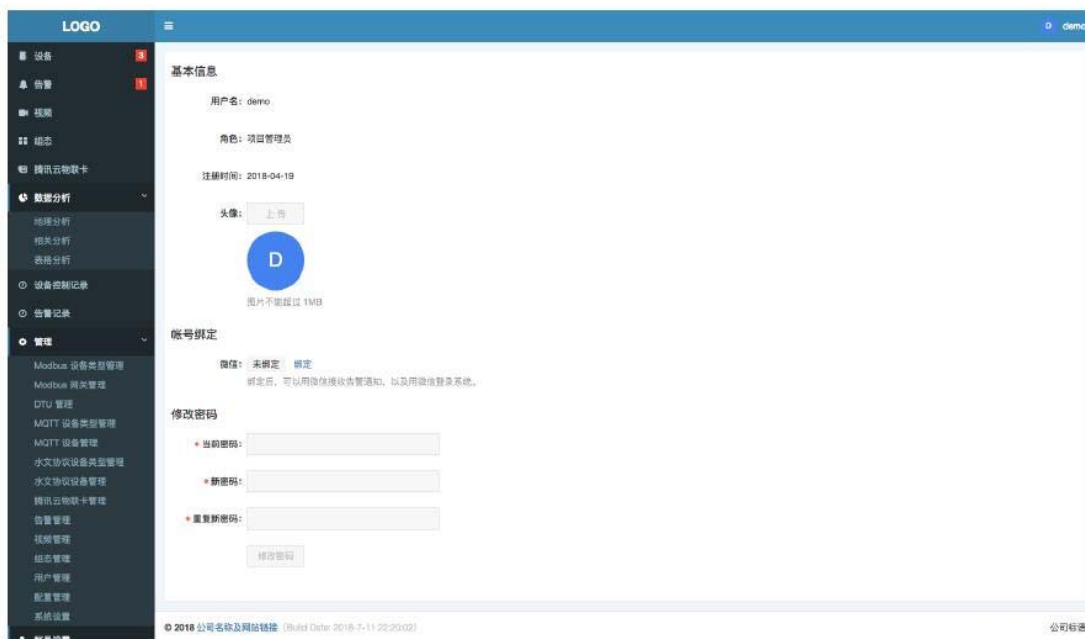 LOGO
demo
设备 3
告警 1
视频
组态
腾讯云物联卡
数据分析
地理分析
相关分析
表格分析
设备控制记录
告警记录
管理
Modbus 设备类型管理
Modbus 网关管理
DTU 管理
MQTT 设备类型管理
MQTT 设备管理
水文协议设备类型管理
水文协议设备管理
腾讯云物联卡管理
告警管理
视频管理
组态管理
用户管理
配置管理
系统设置
基本信息
用户名: demo
角色: 项目管理员
注册时间: 2018-04-19
头像: 上传
D
图片不能超过 1MB
帐号绑定
微信: 未绑定 绑定
绑定后，可以用微信接收告警通知，以及用微信登录系统。
修改密码
* 当前密码:
* 新密码:
* 重复新密码:
修改密码
© 2018 公司名称及网站链接 (Build Date: 2018-7-11 22:20:02)
公司标语